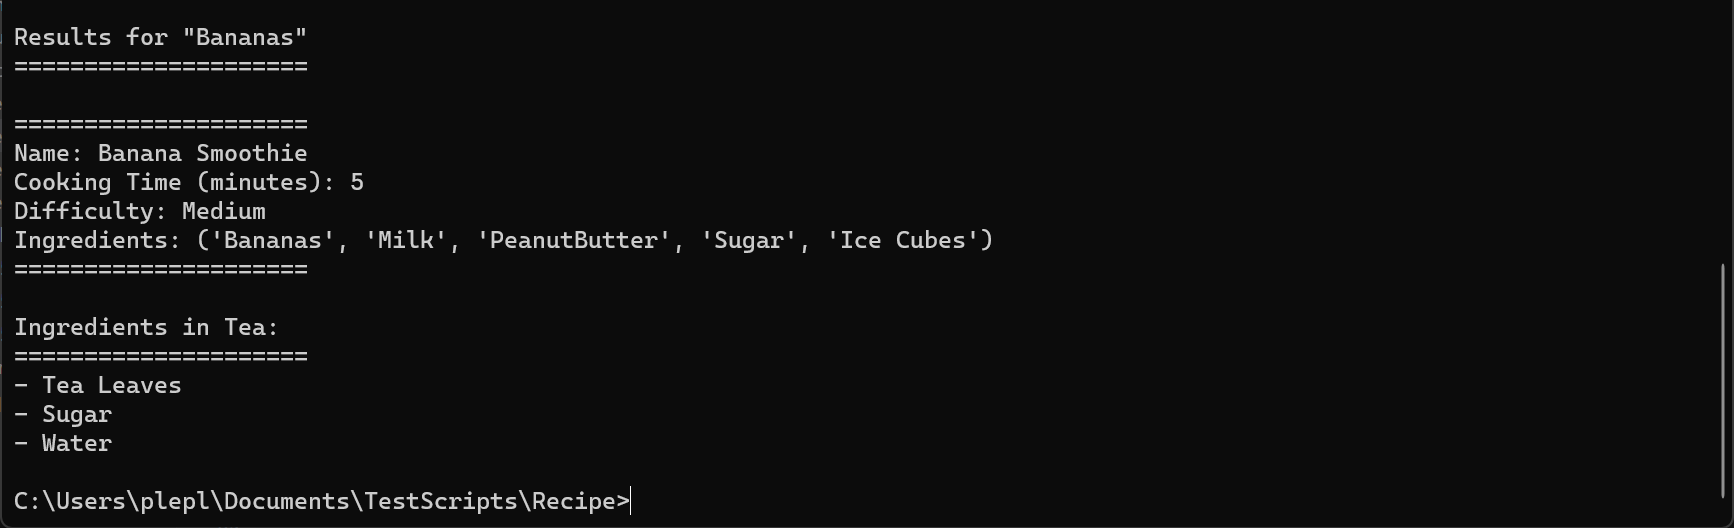 Results for "Bananas"
=====================
=====================
Name: Banana Smoothie
Cooking Time (minutes): 5
Difficulty: Medium
Ingredients: ('Bananas', 'Milk', 'PeanutButter', 'Sugar', 'Ice Cubes')
=====================
Ingredients in Tea:
=====================
- Tea Leaves
- Sugar
- Water
C:\Users\plepl\Documents\TestScripts\Recipe>